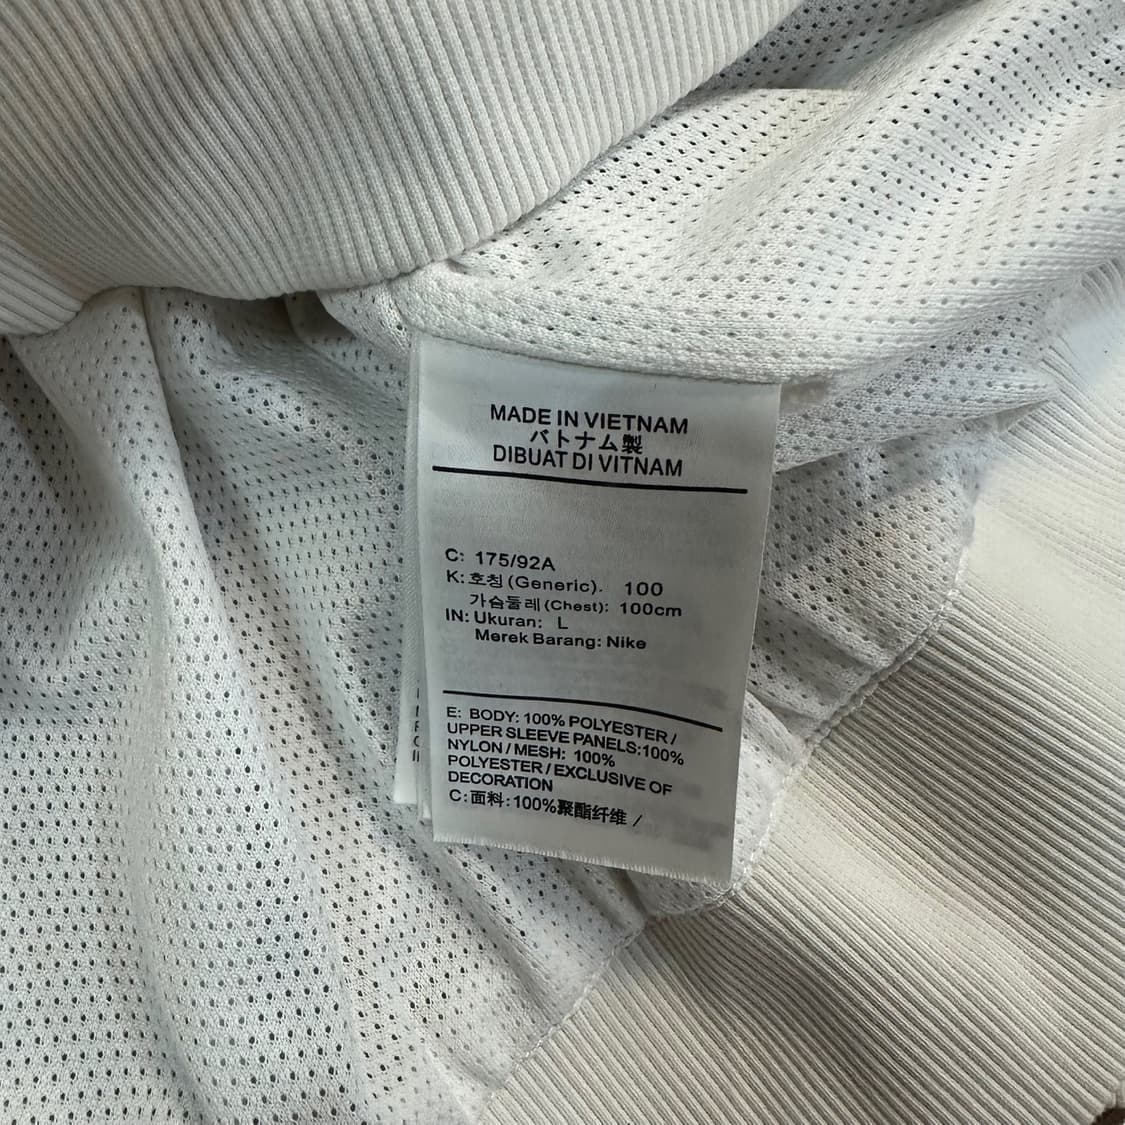 MADE IN VIETNAM
バトナム製
DIBUAT DI VITNAM
C: 175/92A
K: 호칭 (Generic). 100
가슴둘레 (Chest): 100cm
IN: Ukuran: L
Merek Barang: Nike
E: BODY: 100% POLYESTER /
UPPER SLEEVE PANELS:100%
NYLON / MESH: 100%
POLYESTER / EXCLUSIVE OF
DECORATION
C: 面料: 100%聚酯纤维 /